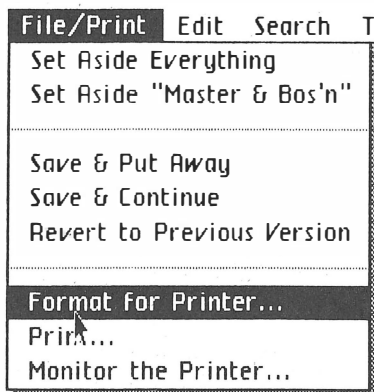 File/Print Edit Search T
Set Aside Everything
Set Aside "Master & Bos'n"
Save & Put Away
Save & Continue
Revert to Previous Version
Format for Printer...
Print...
Monitor the Printer...